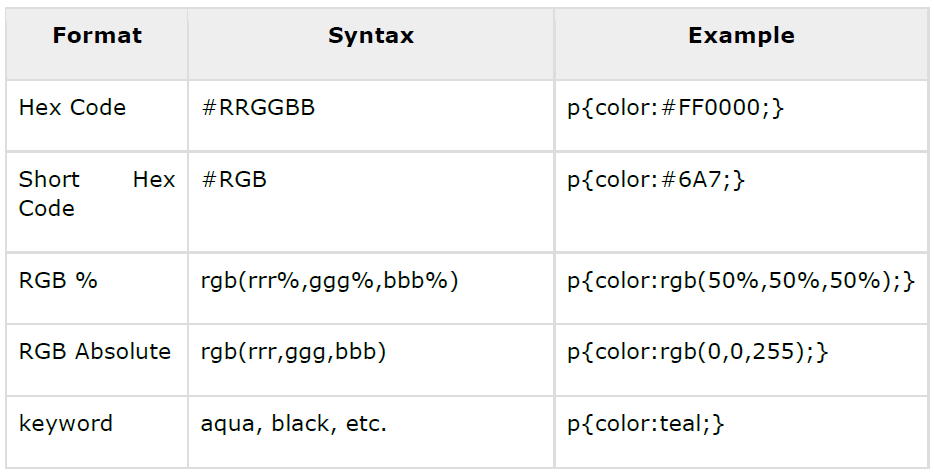 Format Syntax Example
Hex Code #RRGGBB p{color:#FF0000;}
Short Hex #RGB p{color:#6A7;}
Code
RGB % rgb(rrr%,ggg%,bbb%) p{color:rgb(50%,50%,50%);}
RGB Absolute rgb(rrr,ggg,bbb) p{color:rgb(0,0,255);}
keyword aqua, black, etc. p{color:teal;}